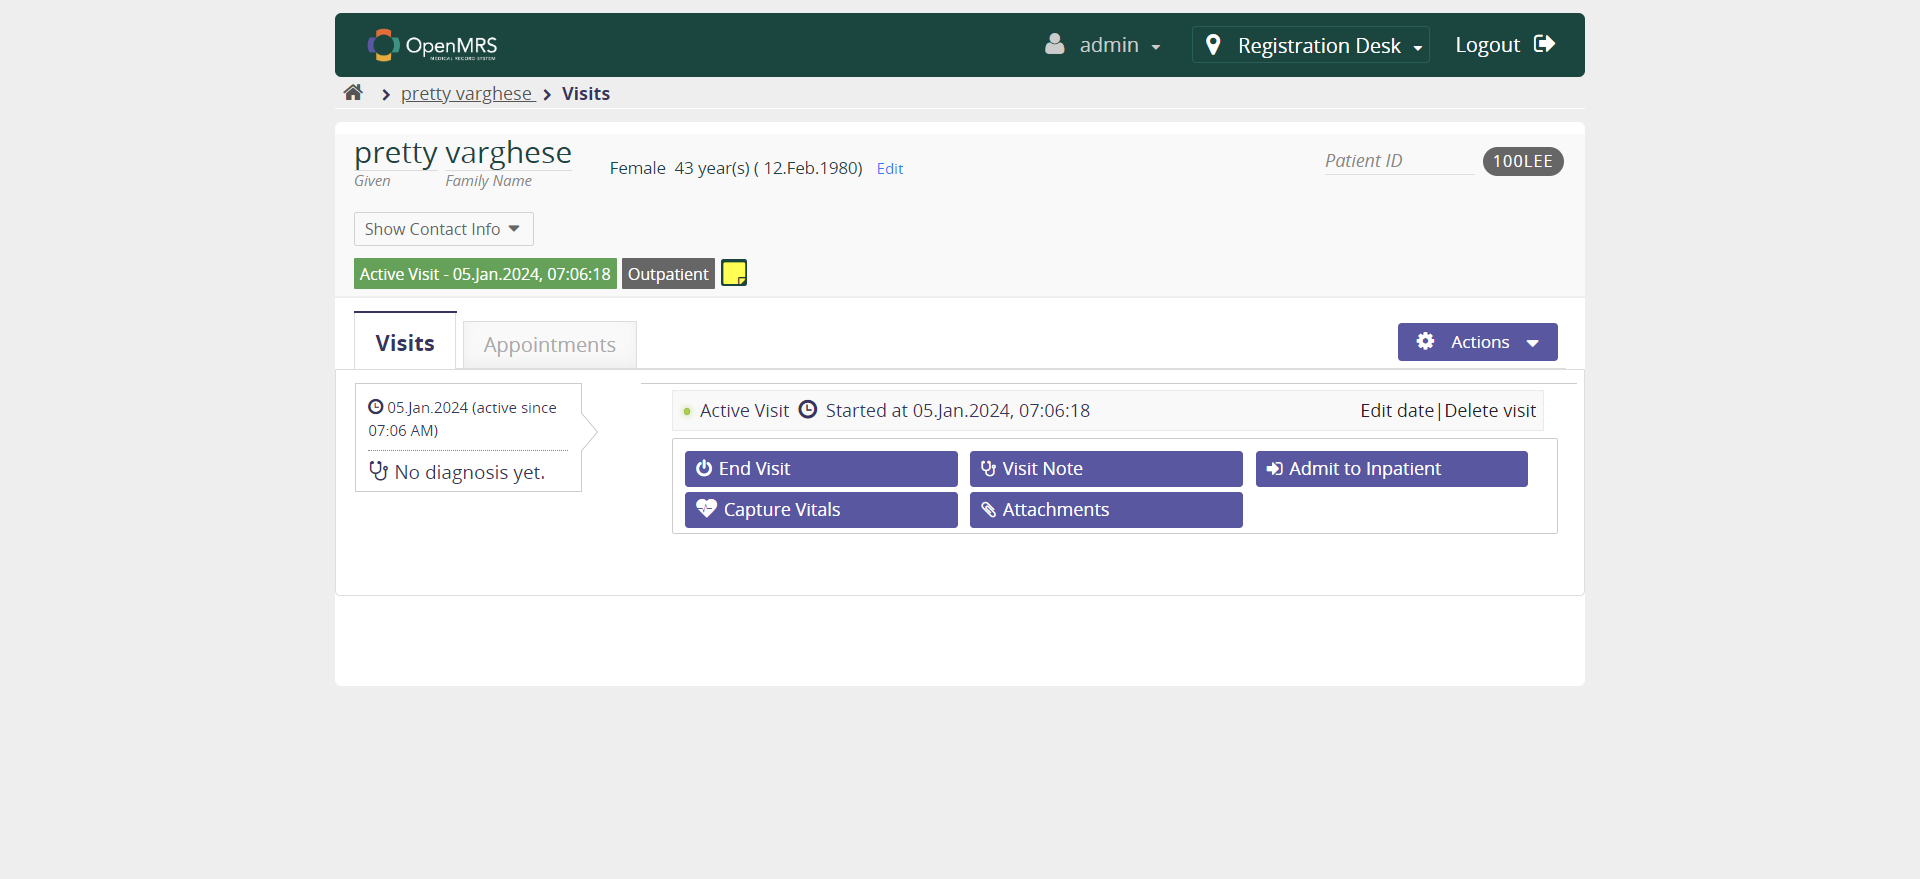 OpenMRS
MEDICAL RECORD SYSTEM
admin
Registration Desk
Logout
pretty varghese
Visits
pretty varghese
Given Family Name
Female 43 year(s) ( 12.Feb.1980) Edit
Patient ID 100LEE
Show Contact Info
Active Visit - 05.Jan.2024, 07:06:18 Outpatient
Visits
Appointments
Actions
05.Jan.2024 (active since
07:06 AM)
No diagnosis yet.
Active Visit Started at 05.Jan.2024, 07:06:18
Edit date|Delete visit
End Visit
Visit Note
Admit to Inpatient
Capture Vitals
Attachments